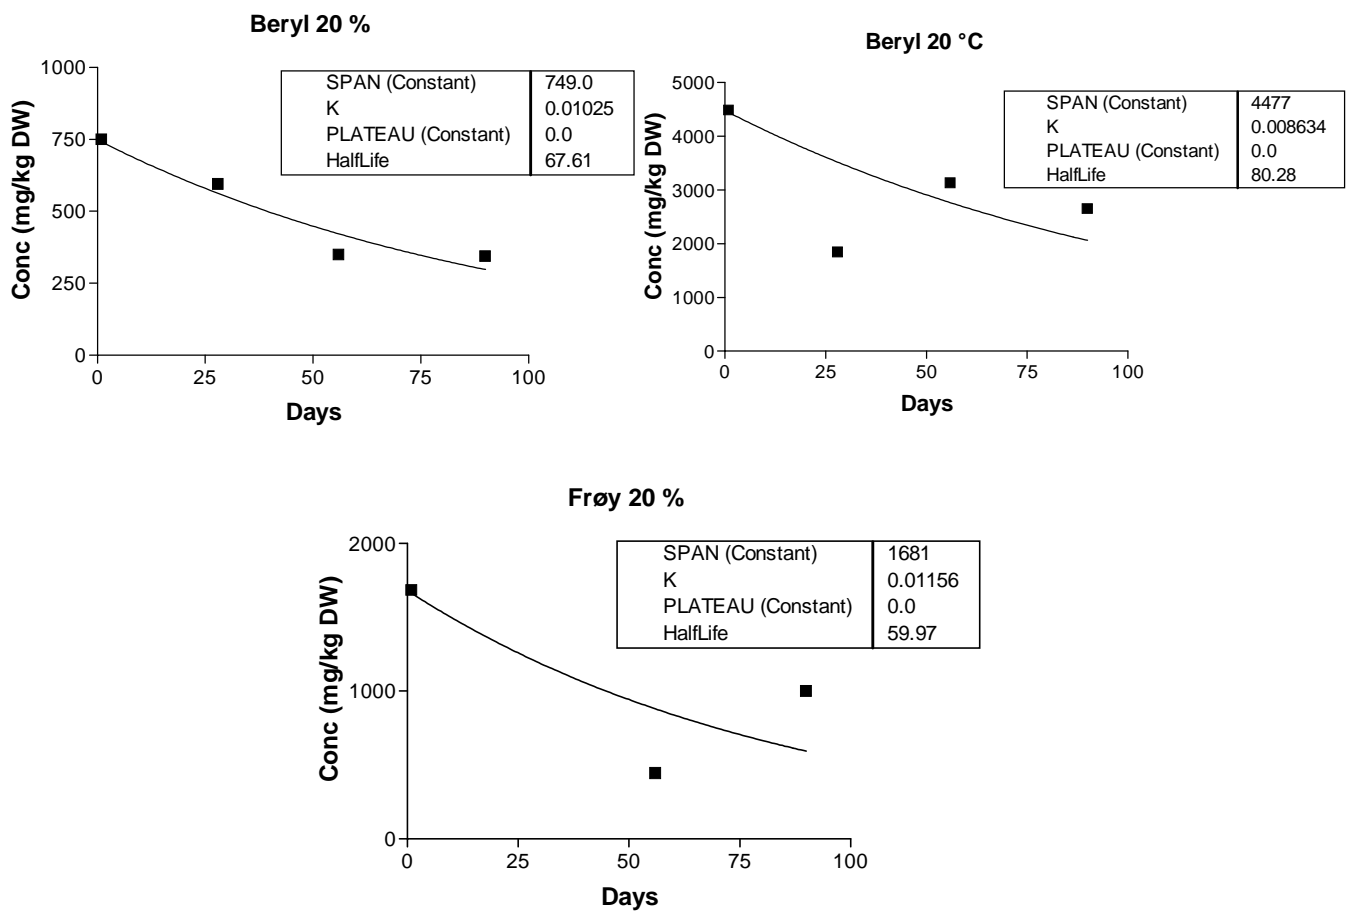 Beryl 20 %
1000
750
500
250
0
Conc (mg/kg DW)
SPAN (Constant) 749.0
K 0.01025
PLATEAU (Constant) 0.0
HalfLife 67.61
0 25 50 75 100
Days
Beryl 20 °C
5000
4000
3000
2000
1000
0
Conc (mg/kg DW)
SPAN (Constant) 4477
K 0.008634
PLATEAU (Constant) 0.0
HalfLife 80.28
0 25 50 75 100
Days
Frøy 20 %
2000
1000
0
Conc (mg/kg DW)
SPAN (Constant) 1681
K 0.01156
PLATEAU (Constant) 0.0
HalfLife 59.97
0 25 50 75 100
Days